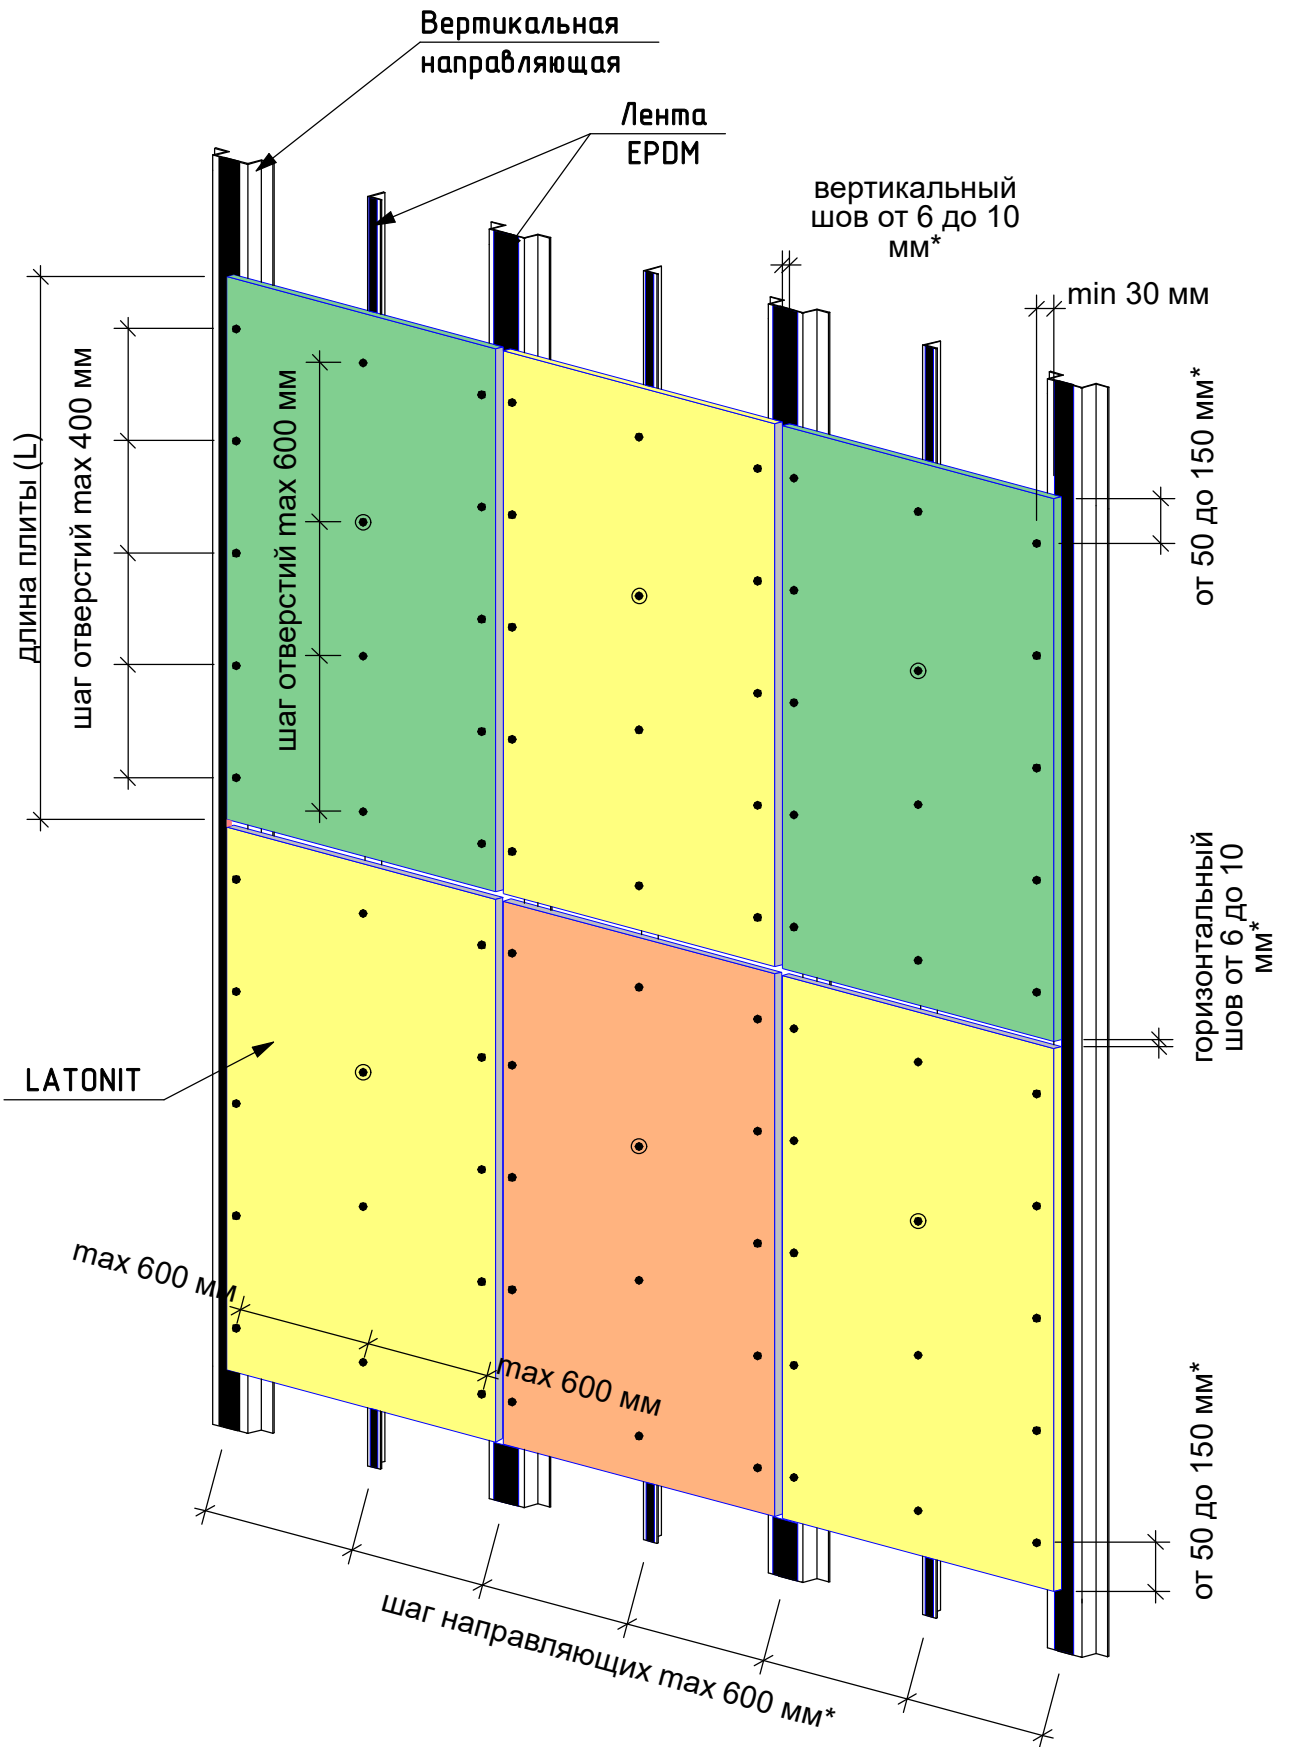 Вертикальная
направляющая
Лента
EPDM
вертикальный
шов от 6 до 10
мм*
min 30 мм
от 50 до 150 мм*
длина плиты (L)
шаг отверстий max 400 мм
шаг отверстий max 600 мм
горизонтальный
шов от 6 до 10
мм*
LATONIT
max 600 мм
max 600 мм
от 50 до 150 мм*
шаг направляющих max 600 мм*